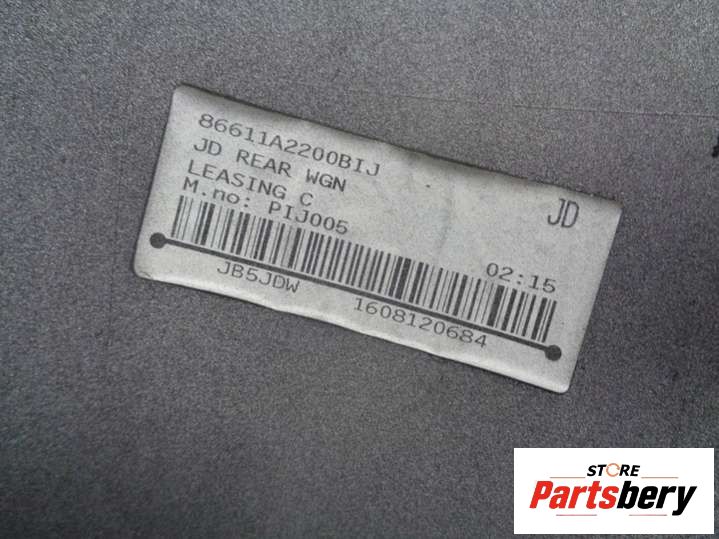 86611A2200BIJ
JD REAR WGN
LEASING C
M.no: PIJ005
JD
02:15
JB5JDW 1608120684
STORE
Partsbery